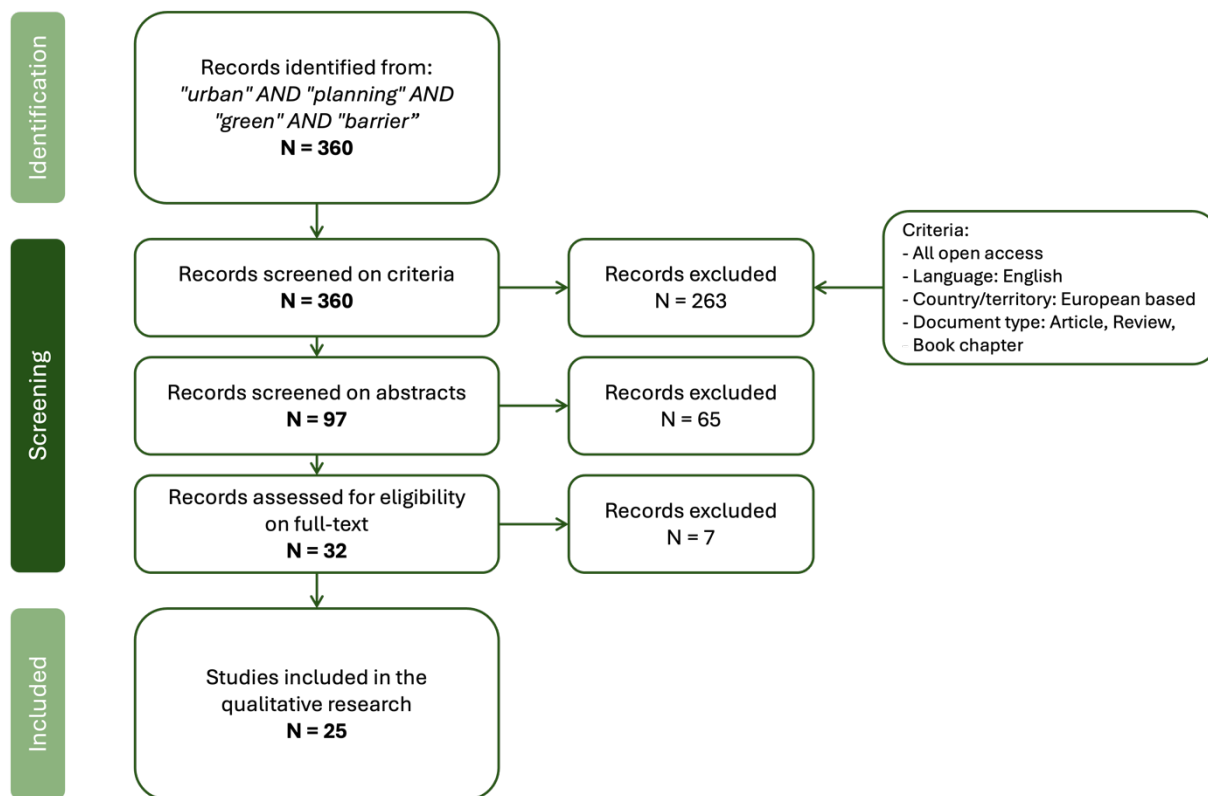 Identification
Records identified from:
"urban" AND "planning" AND
"green" AND "barrier”
N = 360
Screening
Records screened on criteria
N = 360
Records excluded
N = 263
Criteria:
- All open access
- Language: English
- Country/territory: European based
- Document type: Article, Review,
Book chapter
Records screened on abstracts
N = 97
Records excluded
N = 65
Records assessed for eligibility
on full-text
N = 32
Records excluded
N = 7
Included
Studies included in the
qualitative research
N = 25